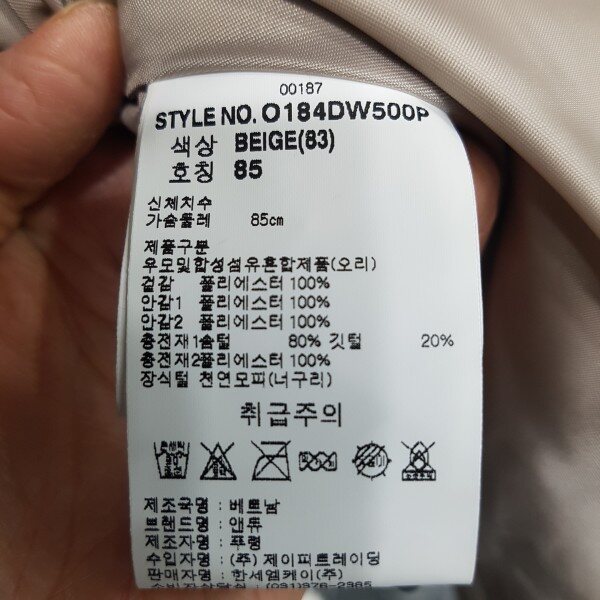 00187
STYLE NO. O184DW500P
색상 BEIGE(83)
호칭 85
신체치수
가슴둘레 85cm
제품구분
우모및합성섬유혼합제품(오리)
겉감 폴리에스터 100%
안감1 폴리에스터 100%
안감2 폴리에스터 100%
충전재1솜털 80% 깃털 20%
충전재2폴리에스터 100%
장식털 천연모피(너구리)
취급주의
제조국명 : 베트남
브랜드명 : 앤듀
제조자명 : 푸령
수입자명 : (주) 제이피트레이딩
판매자명 : 한세엠케이(주)
소비자상담실 :